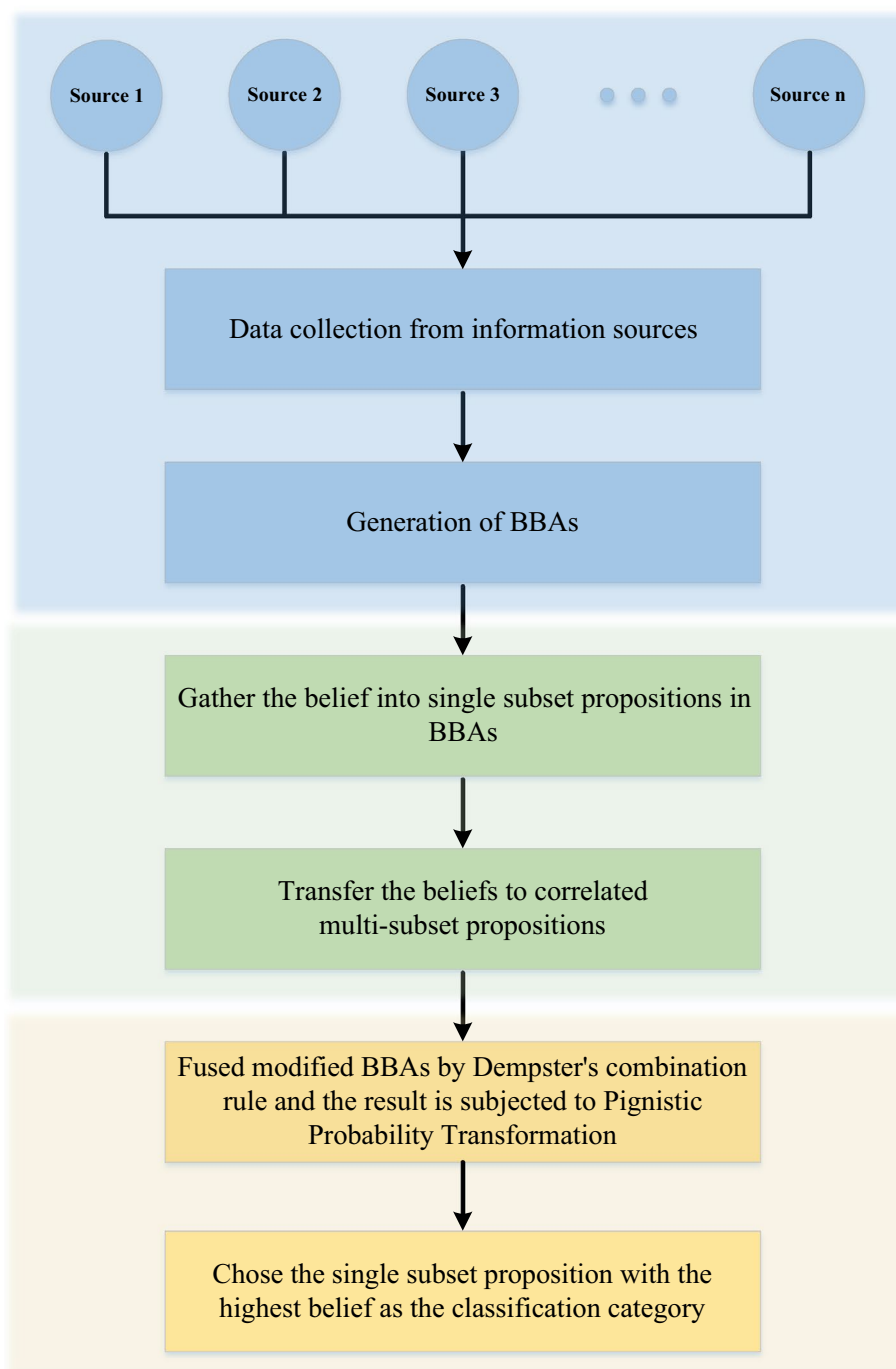 Source 1
Source 2
Source 3
Source n
Data collection from information sources
Generation of BBAs
Gather the belief into single subset propositions in
BBAs
Transfer the beliefs to correlated
multi-subset propositions
Fused modified BBAs by Dempster's combination
rule and the result is subjected to Pignistic
Probability Transformation
Chose the single subset proposition with the
highest belief as the classification category